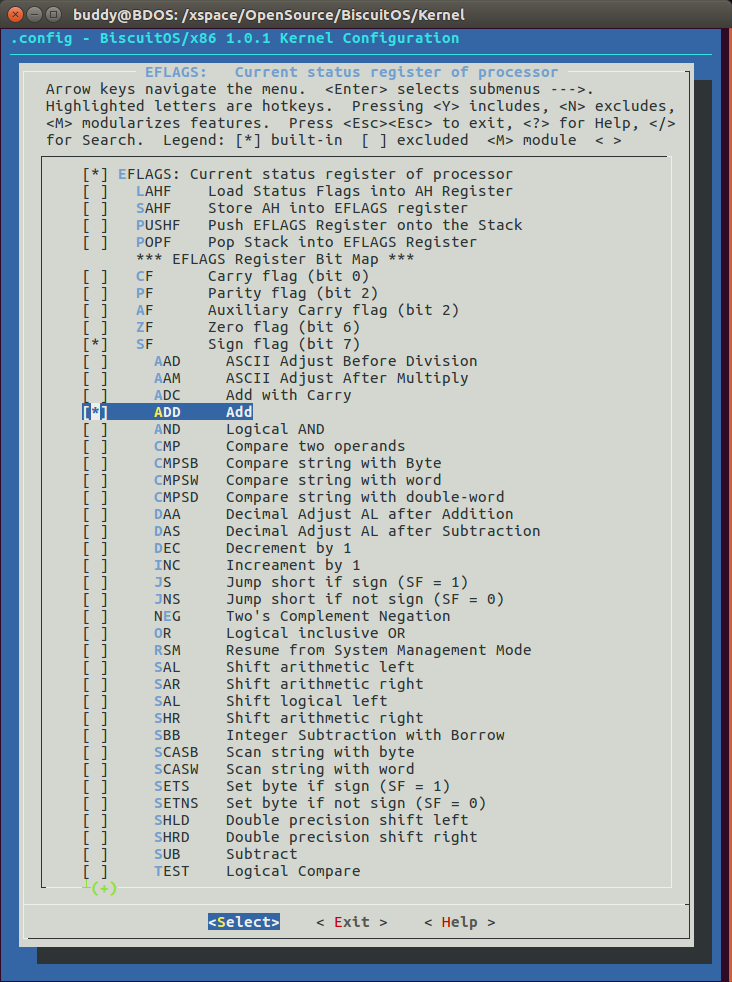 buddy@BDOS: /xspace/OpenSource/BiscuitOS/Kernel
.config - BiscuitOS/x86 1.0.1 Kernel Configuration
EFLAGS:   Current status register of processor
Arrow keys navigate the menu.  <Enter> selects submenus --->.
Highlighted letters are hotkeys.  Pressing <Y> includes, <N> excludes,
<M> modularizes features.  Press <Esc><Esc> to exit, <?> for Help, </>
for Search.  Legend: [*] built-in  [ ] excluded  <M> module  < >
[*] EFLAGS: Current status register of processor
[ ]   LAHF    Load Status Flags into AH Register
[ ]   SAHF    Store AH into EFLAGS register
[ ]   PUSHF   Push EFLAGS Register onto the Stack
[ ]   POPF    Pop Stack into EFLAGS Register
*** EFLAGS Register Bit Map ***
[ ]   CF      Carry flag (bit 0)
[ ]   PF      Parity flag (bit 2)
[ ]   AF      Auxiliary Carry flag (bit 2)
[ ]   ZF      Zero flag (bit 6)
[*]   SF      Sign flag (bit 7)
[ ]     AAD     ASCII Adjust Before Division
[ ]     AAM     ASCII Adjust After Multiply
[ ]     ADC     Add with Carry
[*]     ADD     Add
[ ]     AND     Logical AND
[ ]     CMP     Compare two operands
[ ]     CMPSB   Compare string with Byte
[ ]     CMPSW   Compare string with word
[ ]     CMPSD   Compare string with double-word
[ ]     DAA     Decimal Adjust AL after Addition
[ ]     DAS     Decimal Adjust AL after Subtraction
[ ]     DEC     Decrement by 1
[ ]     INC     Increament by 1
[ ]     JS      Jump short if sign (SF = 1)
[ ]     JNS     Jump short if not sign (SF = 0)
[ ]     NEG     Two's Complement Negation
[ ]     OR      Logical inclusive OR
[ ]     RSM     Resume from System Management Mode
[ ]     SAL     Shift arithmetic left
[ ]     SAR     Shift arithmetic right
[ ]     SAL     Shift logical left
[ ]     SHR     Shift arithmetic right
[ ]     SBB     Integer Subtraction with Borrow
[ ]     SCASB   Scan string with byte
[ ]     SCASW   Scan string with word
[ ]     SETS    Set byte if sign (SF = 1)
[ ]     SETNS   Set byte if not sign (SF = 0)
[ ]     SHLD    Double precision shift left
[ ]     SHRD    Double precision shift right
[ ]     SUB     Subtract
[ ]     TEST    Logical Compare
(+)
<Select>    < Exit >    < Help >